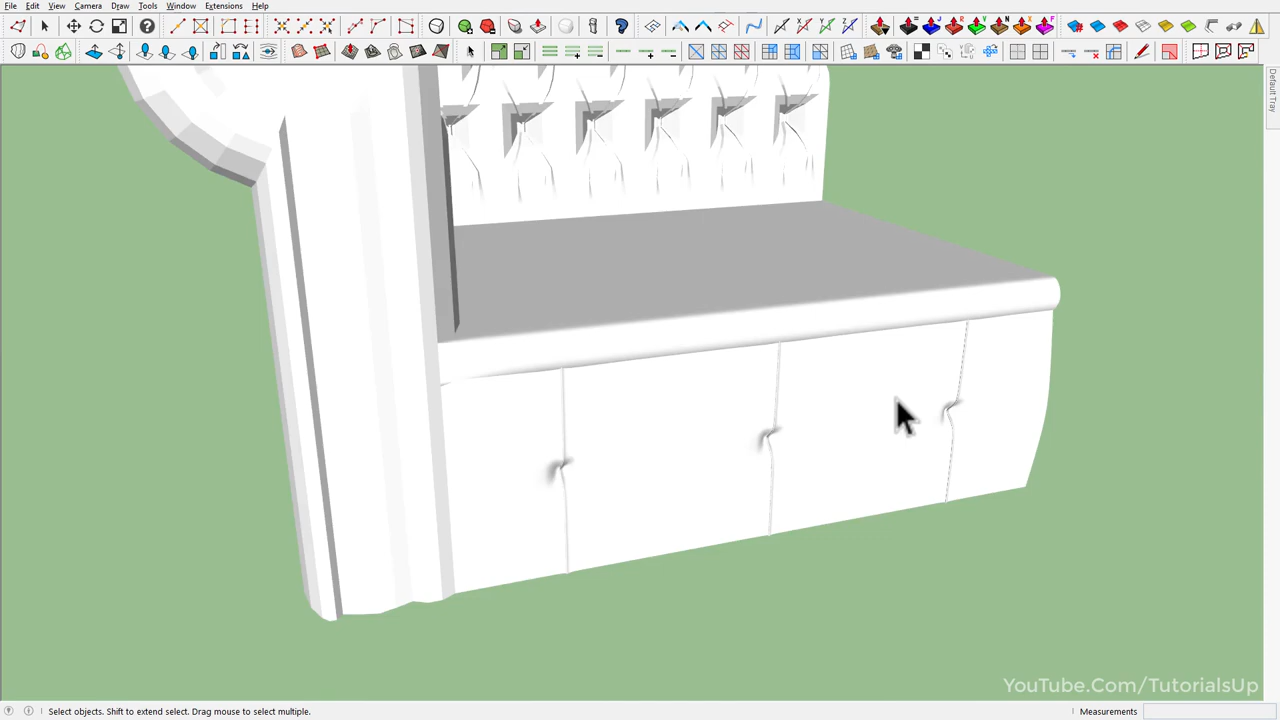 File Edit View Camera Draw Tools Window Extensions Help
Default Tray
YouTube.Com/TutorialsUp
Select objects. Shift to extend select. Drag mouse to select multiple.
Measurements